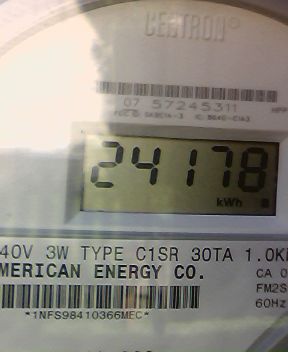 CENTRON®
07 57245311
24178
kWh
40V 3W TYPE C1SR 30TA 1.0K
MERICAN ENERGY CO.
CA 0
FM2S
60Hz
*1NFS98410366MEC*